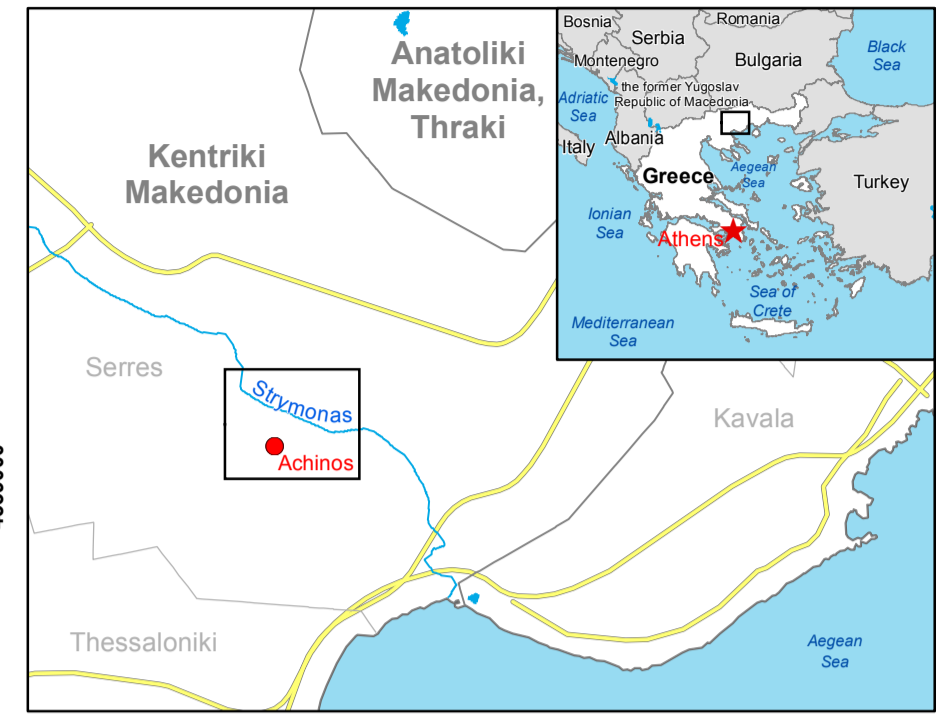 Anatoliki
Makedonia,
Thraki
Kentriki
Makedonia
Serres
Strymonas
Achinos
Kavala
Thessaloniki
Aegean
Sea
Bosnia
Romania
Serbia
Black
Sea
Montenegro
Bulgaria
the former Yugoslav
Republic of Macedonia
Adriatic
Sea
Italy
Albania
Greece
Aegean
Sea
Turkey
Ionian
Sea
Athens
Sea of
Crete
Mediterranean
Sea